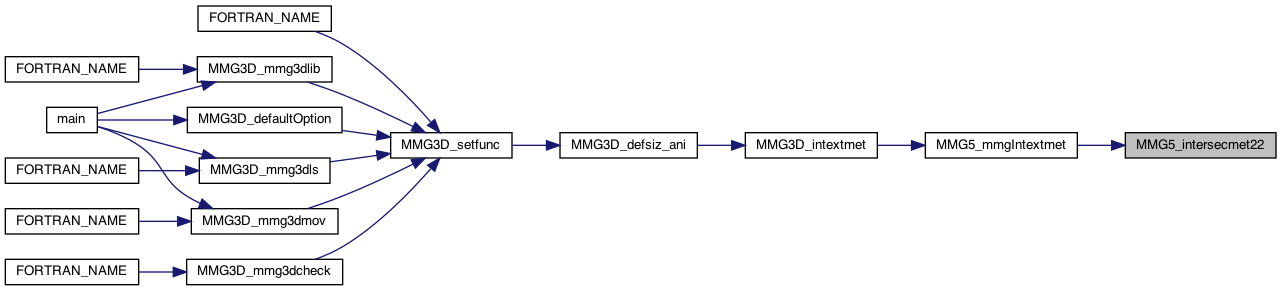 FORTRAN_NAME
FORTRAN_NAME
MMG3D_mmg3dlib
main
MMG3D_defaultOption
MMG3D_setfunc
MMG3D_defsiz_ani
MMG3D_intextmet
MMG5_mmgIntextmet
MMG5_intersecmet22
FORTRAN_NAME
MMG3D_mmg3dls
FORTRAN_NAME
MMG3D_mmg3dmov
FORTRAN_NAME
MMG3D_mmg3dcheck